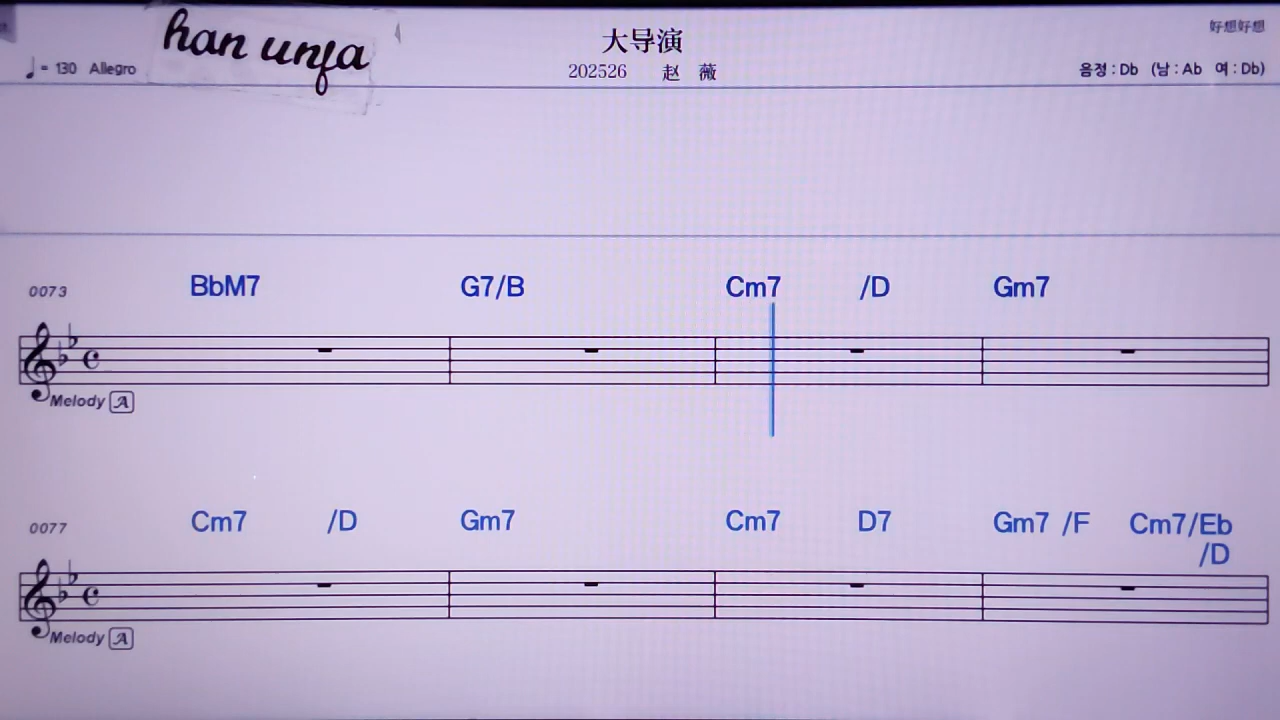 han unfa
大导演
好想好想
♩= 130 Allegro
202526 赵 薇
음정 : Db (남 : Ab 여 : Db)
0073
BbM7 G7/B Cm7 /D Gm7
Melody A
0077
Cm7 /D Gm7 Cm7 D7 Gm7 /F Cm7/Eb
/D
Melody A